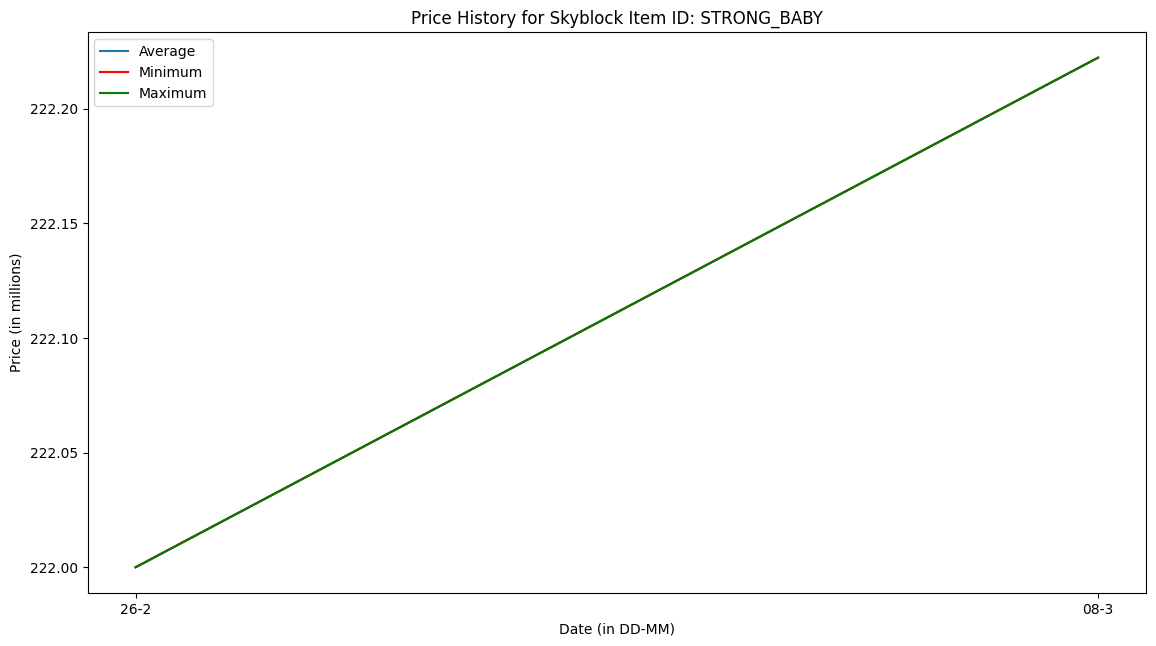 Price History for Skyblock Item ID: STRONG_BABY
Average
Minimum
Maximum
222.20
222.15
222.10
222.05
222.00
Price (in millions)
26-2
08-3
Date (in DD-MM)